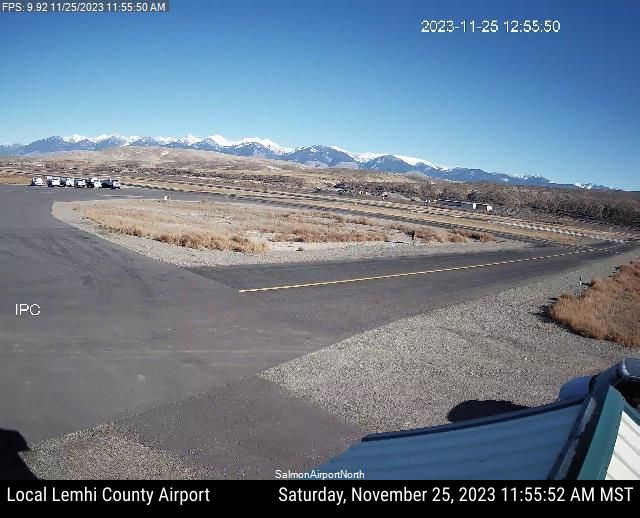 FPS: 9.92 11/25/2023 11:55:50 AM
2023-11-25 12:55:50
IPC
SalmonAirportNorth
Local Lemhi County Airport Saturday, November 25, 2023 11:55:52 AM MST